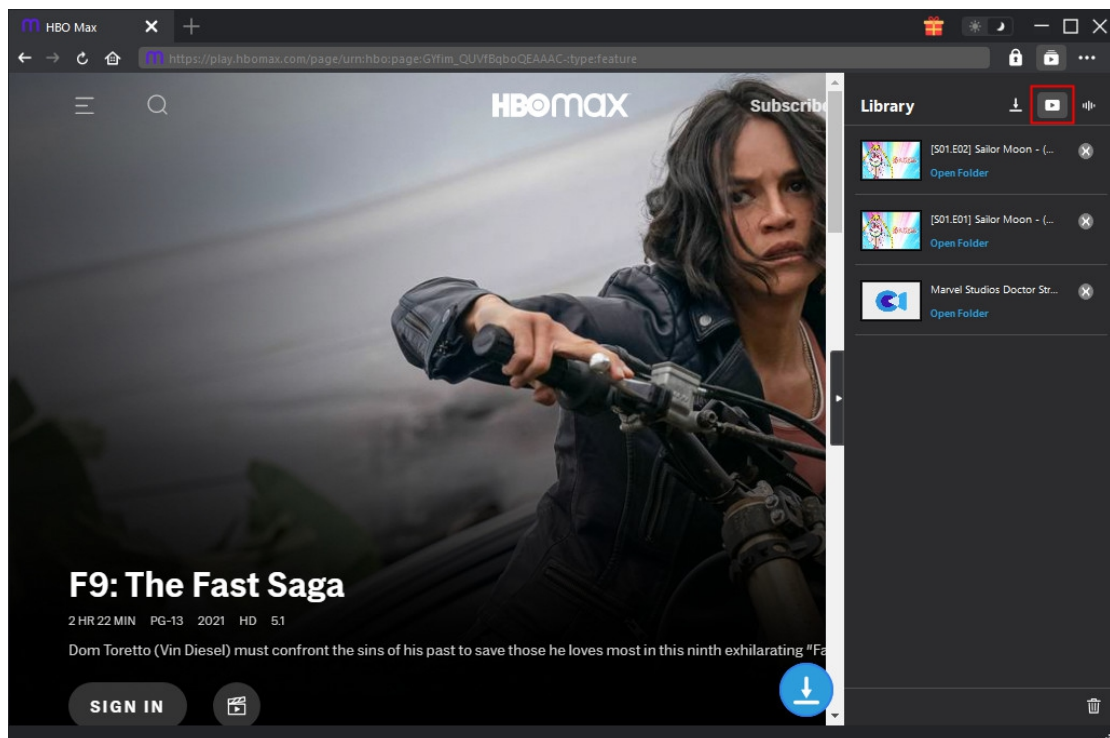 HBO Max
https://play.hbomax.com/page/urn:hbo:page:GYfim_QUVfBqboQEAAAC-:type:feature
HBOMAX
Subscribe
Library
[S01.E02] Sailor Moon - (...
Open Folder
[S01.E01] Sailor Moon - (...
Open Folder
Marvel Studios Doctor Str...
Open Folder
F9: The Fast Saga
2 HR 22 MIN PG-13 2021 HD 5.1
Dom Toretto (Vin Diesel) must confront the sins of his past to save those he loves most in this ninth exhilarating "Fa
SIGN IN